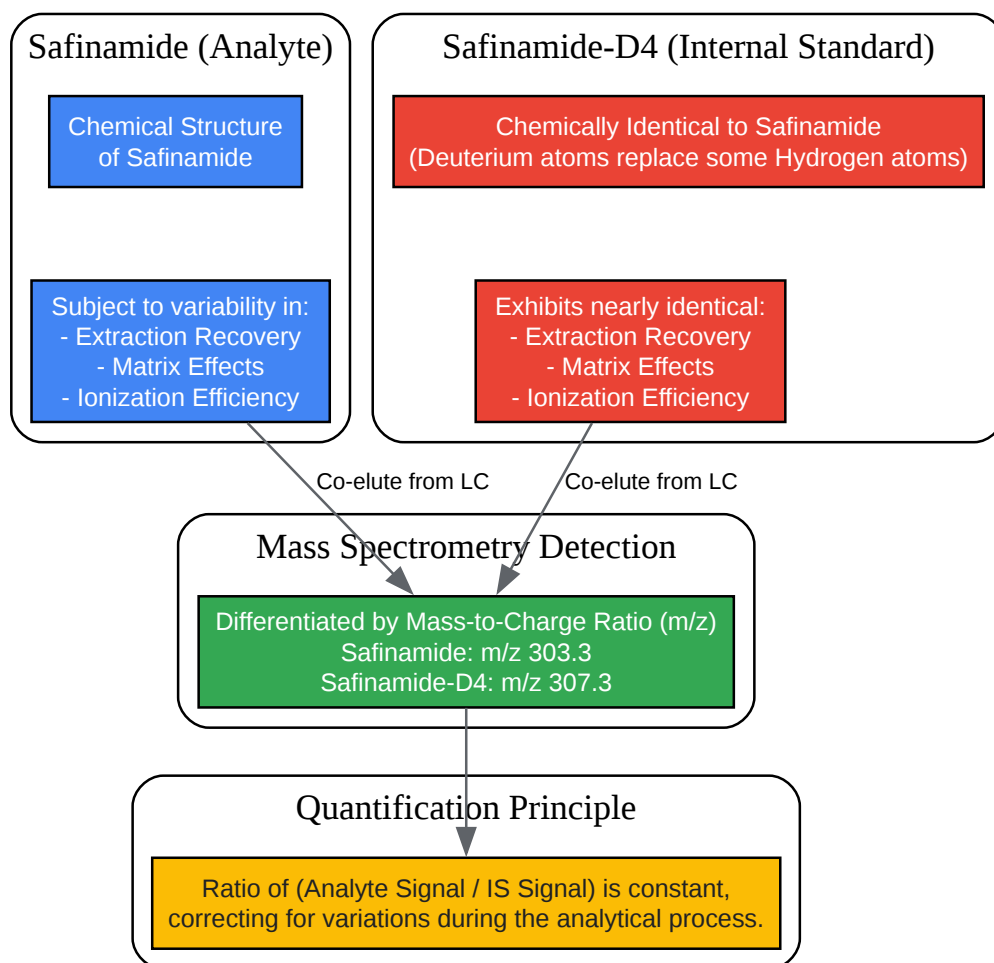 Safinamide (Analyte)
Chemical Structure
of Safinamide
Subject to variability in:
- Extraction Recovery
- Matrix Effects
- Ionization Efficiency
Safinamide-D4 (Internal Standard)
Chemically Identical to Safinamide
(Deuterium atoms replace some Hydrogen atoms)
Exhibits nearly identical:
- Extraction Recovery
- Matrix Effects
- Ionization Efficiency
Co-elute from LC
Co-elute from LC
Mass Spectrometry Detection
Differentiated by Mass-to-Charge Ratio (m/z)
Safinamide: m/z 303.3
Safinamide-D4: m/z 307.3
Quantification Principle
Ratio of (Analyte Signal / IS Signal) is constant,
correcting for variations during the analytical process.